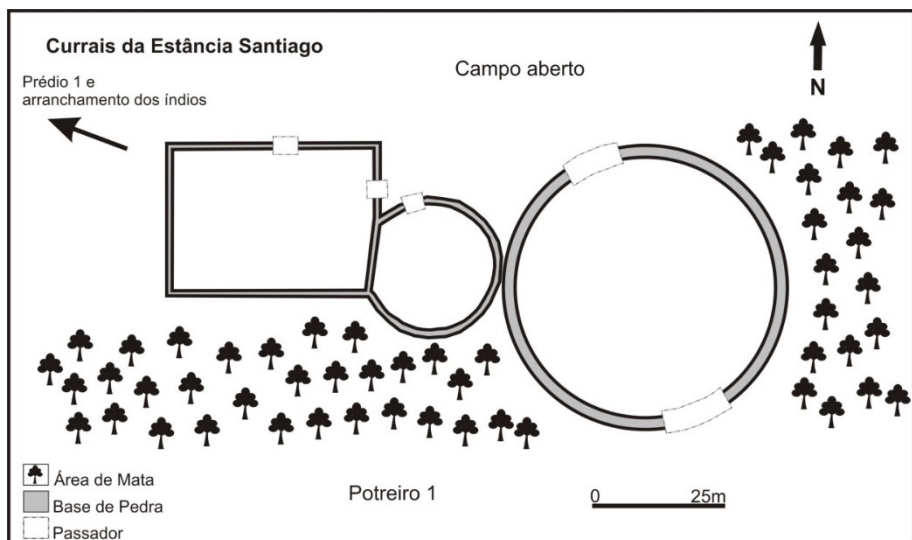 Currais da Estância Santiago
Campo aberto
N
Prédio 1 e
arranchamento dos índios
Área de Mata
Base de Pedra
Passador
Potreiro 1
0 25m